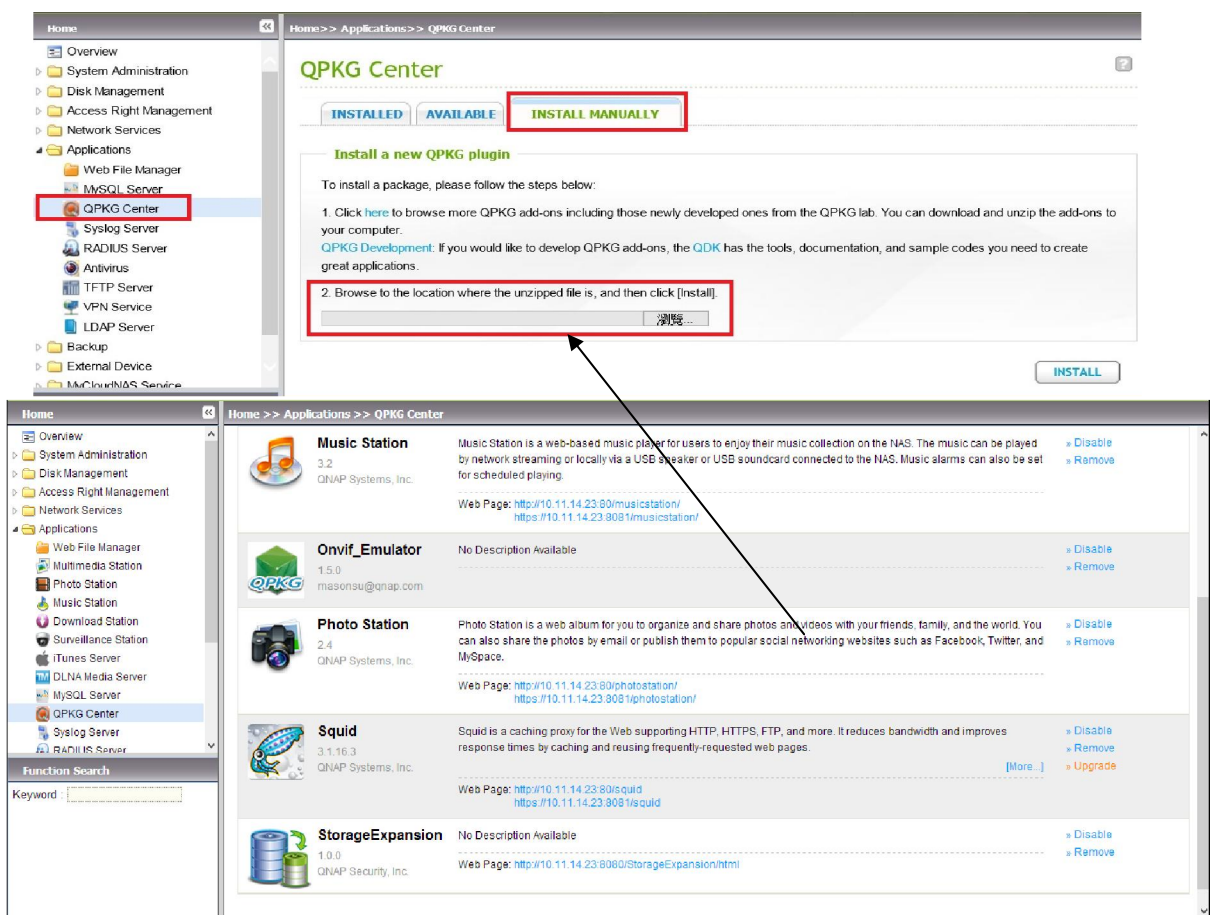 Home
Home>> Applications>> QPKG Center
Overview
System Administration
Disk Management
Access Right Management
Network Services
Applications
Web File Manager
MySQL Server
QPKG Center
Syslog Server
RADIUS Server
Antivirus
TFTP Server
VPN Service
LDAP Server
Backup
External Device
MyCloudNAS Service
QPKG Center
INSTALLED
AVAILABLE
INSTALL MANUALLY
Install a new QPKG plugin
To install a package, please follow the steps below:
1. Click here to browse more QPKG add-ons including those newly developed ones from the QPKG lab. You can download and unzip the add-ons to
your computer.
QPKG Development: If you would like to develop QPKG add-ons, the QDK has the tools, documentation, and sample codes you need to create
great applications.
2. Browse to the location where the unzipped file is, and then click [Install].
瀏覽...
INSTALL
Home
Home >> Applications >> QPKG Center
Overview
System Administration
Disk Management
Access Right Management
Network Services
Applications
Web File Manager
Multimedia Station
Photo Station
Music Station
Download Station
Surveillance Station
iTunes Server
DLNA Media Server
MySQL Server
QPKG Center
Syslog Server
RADIUS Server
Function Search
Keyword :
Music Station
3.2
QNAP Systems, Inc.
Music Station is a web-based music player for users to enjoy their music collection on the NAS. The music can be played
by network streaming or locally via a USB speaker or USB soundcard connected to the NAS. Music alarms can also be set
for scheduled playing.
Web Page: http://10.11.14.23:80/musicstation/
https://10.11.14.23:8081/musicstation/
» Disable
» Remove
QPKG
Onvif_Emulator
1.5.0
masonsu@qnap.com
No Description Available
» Disable
» Remove
Photo Station
2.4
QNAP Systems, Inc.
Photo Station is a web album for you to organize and share photos and videos with your friends, family, and the world. You
can also share the photos by email or publish them to popular social networking websites such as Facebook, Twitter, and
MySpace.
Web Page: http://10.11.14.23:80/photostation/
https://10.11.14.23:8081/photostation/
» Disable
» Remove
Squid
3.1.16.3
QNAP Systems, Inc.
Squid is a caching proxy for the Web supporting HTTP, HTTPS, FTP, and more. It reduces bandwidth and improves
response times by caching and reusing frequently-requested web pages.
[More...]
Web Page: http://10.11.14.23:80/squid
https://10.11.14.23:8081/squid
» Disable
» Remove
» Upgrade
StorageExpansion
1.0.0
QNAP Security, Inc.
No Description Available
Web Page: http://10.11.14.23:8080/StorageExpansion/html
» Disable
» Remove